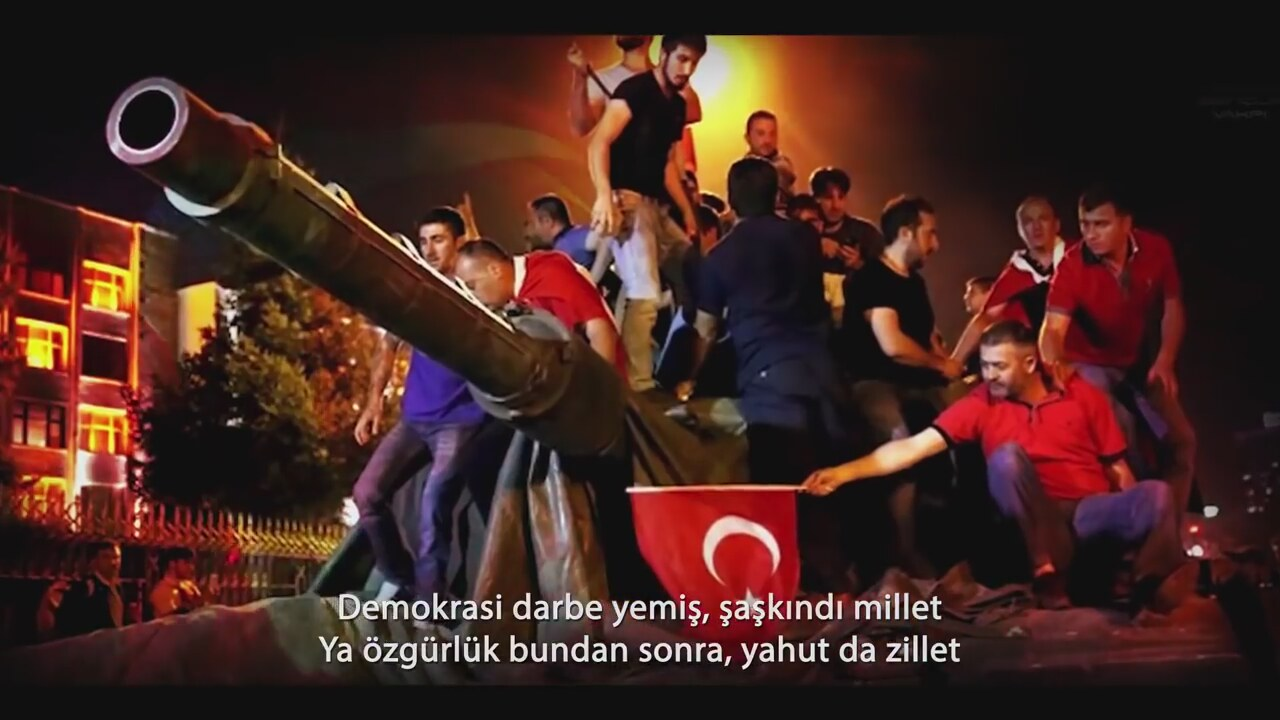 Demokrasi darbe yemiş, şaşkındı millet
Ya özgürlük bundan sonra, yahut da zillet